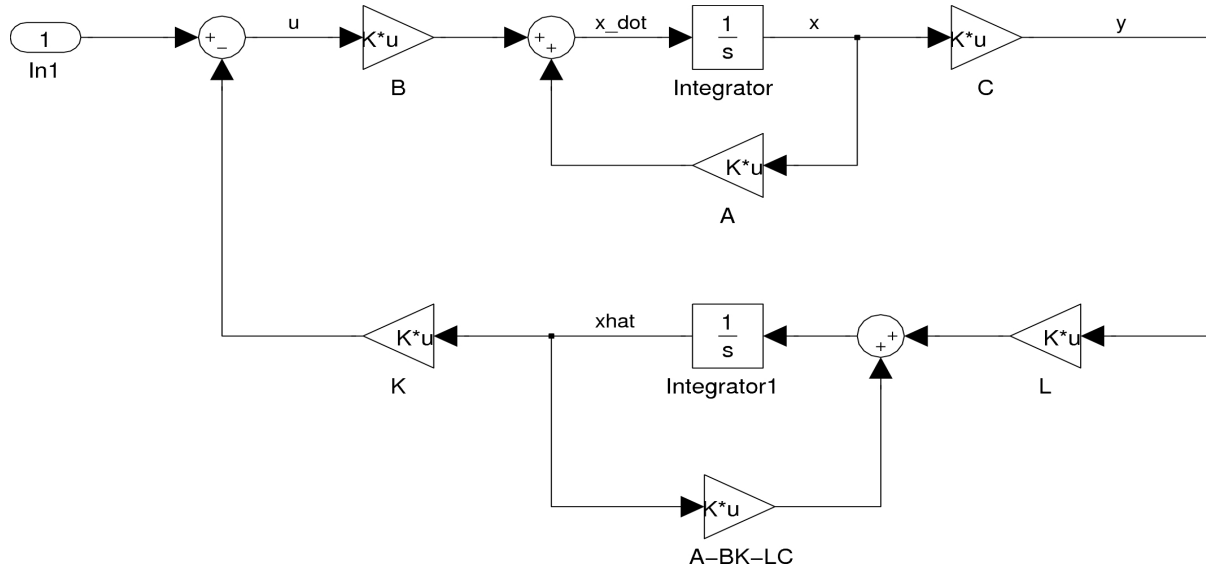 1
In1
+
−
u
K*u
B
+
+
x_dot
1
s
Integrator
x
K*u
C
y
K*u
A
K*u
K
xhat
1
s
Integrator1
+
+
K*u
L
K*u
A−BK−LC